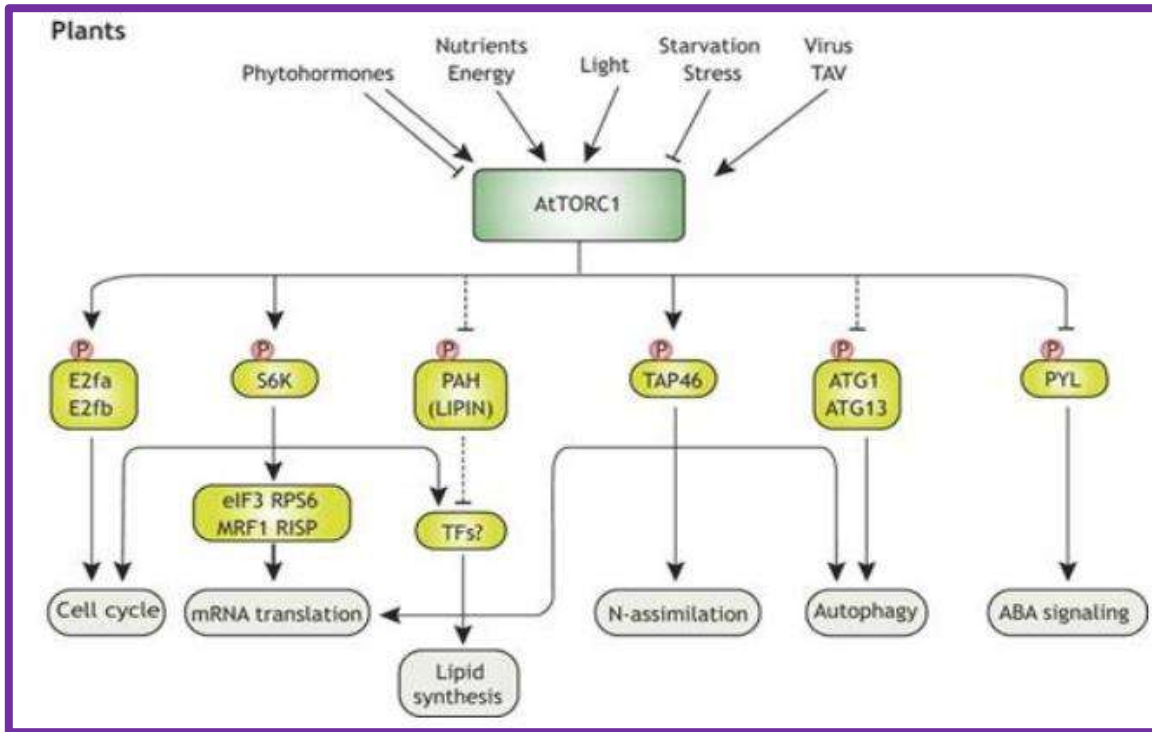 Plants
Phytohormones
Nutrients
Energy
Light
Starvation
Stress
Virus
TAV
AtTORC1
P
P
P
P
P
P
E2fa
E2fb
S6K
PAH
(LIPIN)
TAP46
ATG1
ATG13
PYL
eIF3 RPS6
MRF1 RISP
TFs?
Cell cycle
mRNA translation
N-assimilation
Autophagy
ABA signaling
Lipid
synthesis